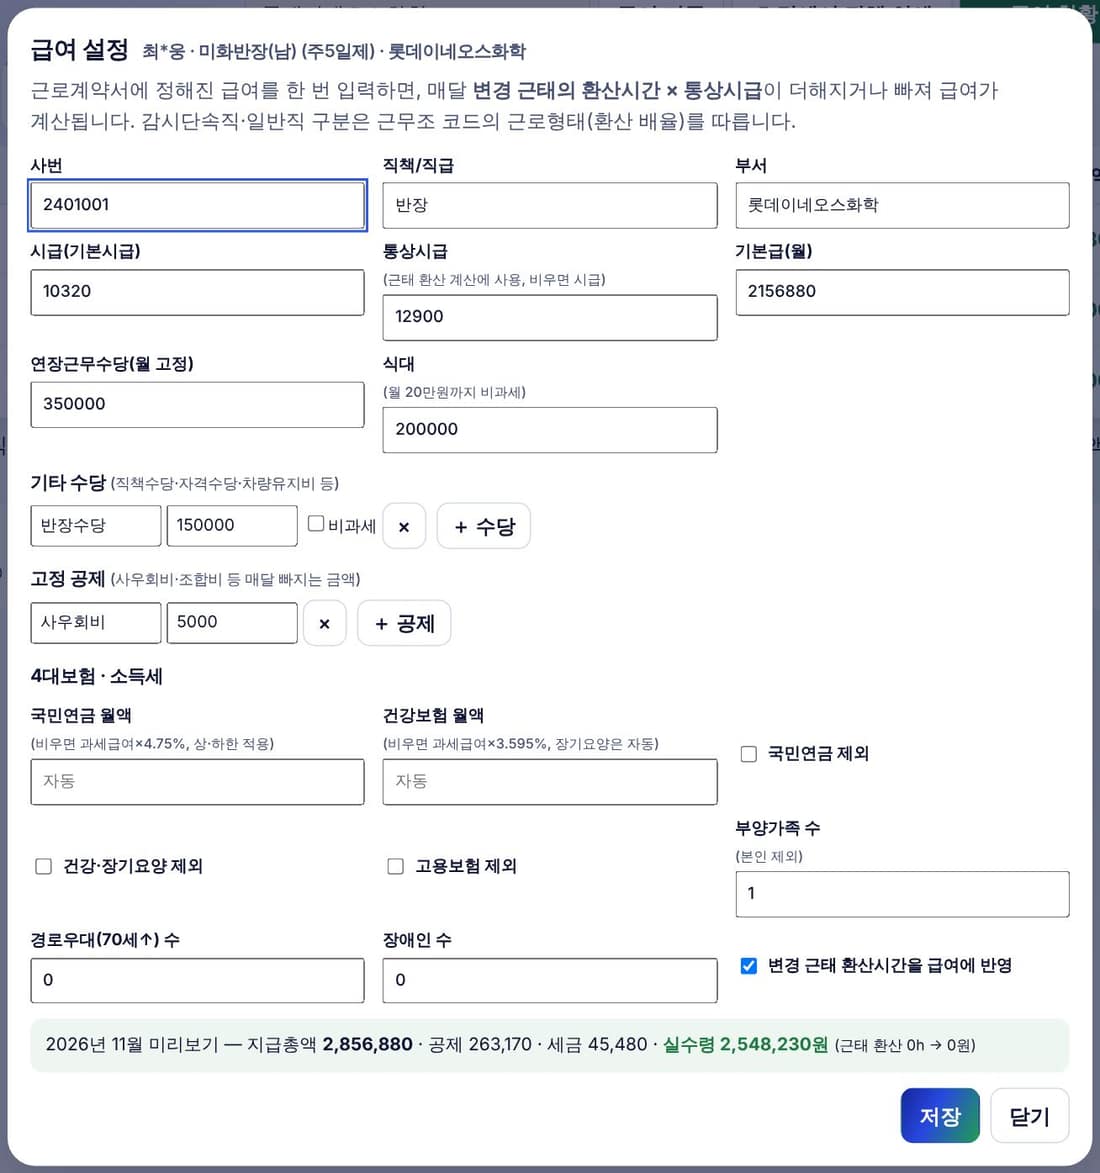 급여 설정 최*웅 · 미화반장(남) (주5일제) · 롯데이네오스화학
근로계약서에 정해진 급여를 한 번 입력하면, 매달 변경 근태의 환산시간 × 통상시급이 더해지거나 빠져 급여가
계산됩니다. 감시단속직·일반직 구분은 근무조 코드의 근로형태(환산 배율)를 따릅니다.
사번 직책/직급 부서
2401001 반장 롯데이네오스화학
시급(기본시급) 통상시급 기본급(월)
(근태 환산 계산에 사용, 비우면 시급)
10320 12900 2156880
연장근무수당(월 고정) 식대
(월 20만원까지 비과세)
350000 200000
기타 수당 (직책수당·자격수당·차량유지비 등)
반장수당 150000 비과세 × + 수당
고정 공제 (사우회비·조합비 등 매달 빠지는 금액)
사우회비 5000 × + 공제
4대보험 · 소득세
국민연금 월액 건강보험 월액
(비우면 과세급여×4.75%, 상·하한 적용) (비우면 과세급여×3.595%, 장기요양은 자동)
자동 자동 국민연금 제외
부양가족 수
(본인 제외)
건강·장기요양 제외 고용보험 제외 1
경로우대(70세↑) 수 장애인 수
0 0 변경 근태 환산시간을 급여에 반영
2026년 11월 미리보기 — 지급총액 2,856,880 · 공제 263,170 · 세금 45,480 · 실수령 2,548,230원 (근태 환산 0h → 0원)
저장 닫기